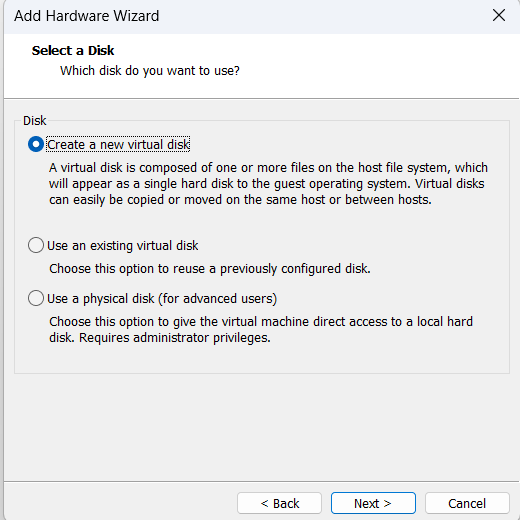 Add Hardware Wizard
Select a Disk
Which disk do you want to use?
Disk
Create a new virtual disk
A virtual disk is composed of one or more files on the host file system, which
will appear as a single hard disk to the guest operating system. Virtual disks
can easily be copied or moved on the same host or between hosts.
Use an existing virtual disk
Choose this option to reuse a previously configured disk.
Use a physical disk (for advanced users)
Choose this option to give the virtual machine direct access to a local hard
disk. Requires administrator privileges.
< Back Next > Cancel